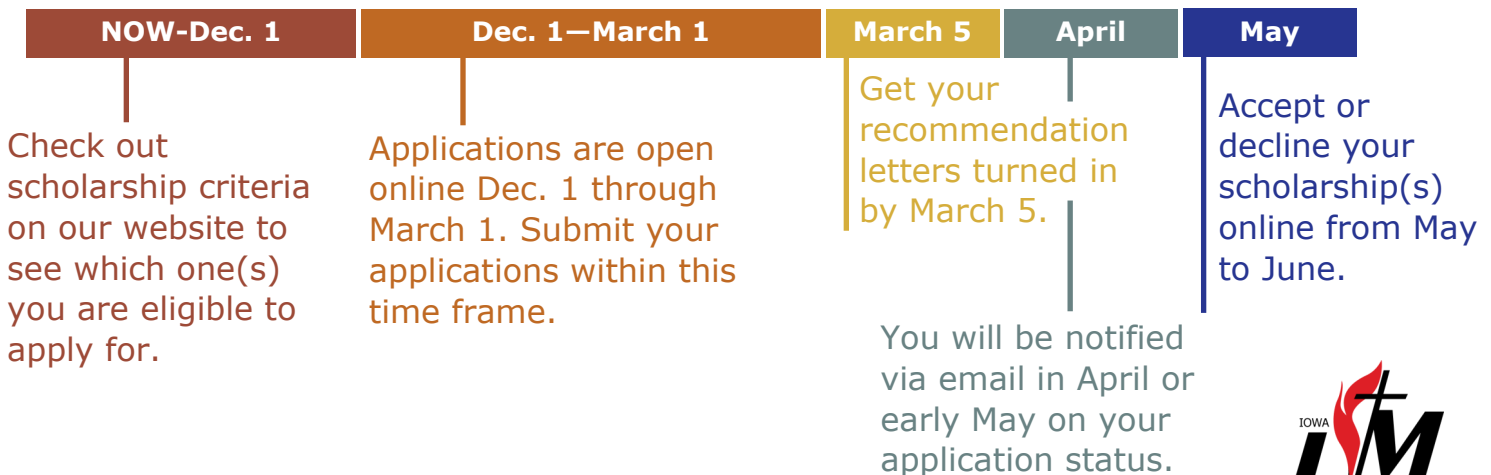 NOW-Dec. 1
Check out
scholarship criteria
on our website to
see which one(s)
you are eligible to
apply for.
Dec. 1—March 1
Applications are open
online Dec. 1 through
March 1. Submit your
applications within this
time frame.
March 5
Get your
recommendation
letters turned in
by March 5.
April
You will be notified
via email in April or
early May on your
application status.
May
Accept or
decline your
scholarship(s)
online from May
to June.
IOWA